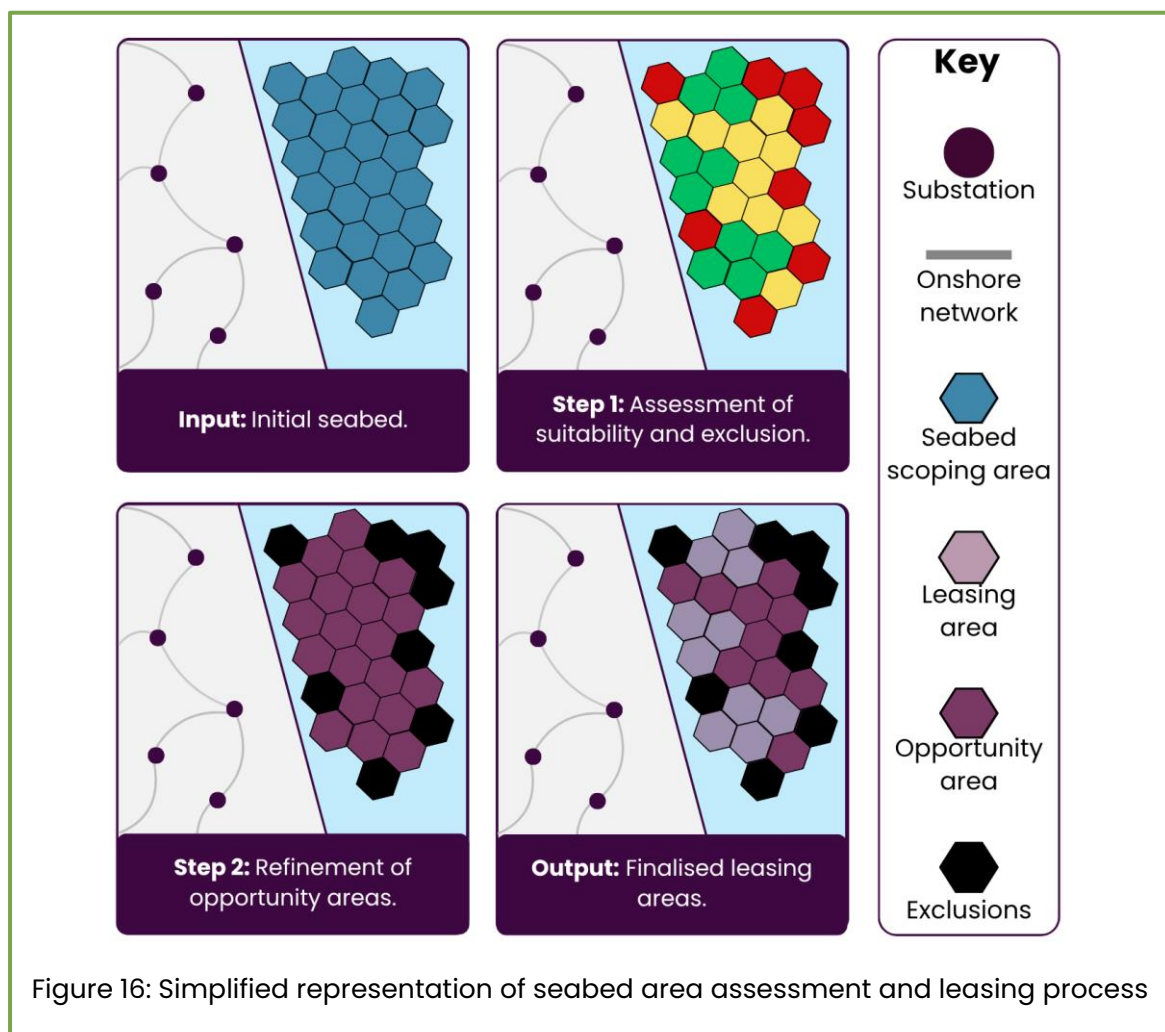 Input: Initial seabed.
Step 1: Assessment of
suitability and exclusion.
Step 2: Refinement of
opportunity areas.
Output: Finalised leasing
areas.
Key
Substation
Onshore
network
Seabed
scoping area
Leasing
area
Opportunity
area
Exclusions
Figure 16: Simplified representation of seabed area assessment and leasing process